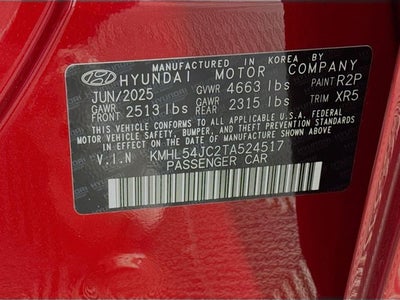 MANUFACTURED IN KOREA BY
HYUNDAI MOTOR COMPANY
JUN/2025 GVWR 4663 lbs PAINT R2P
GAWR FRONT 2513 lbs GAWR REAR 2315 lbs TRIM XR5
THIS VEHICLE CONFORMS TO ALL APPLICABLE U.S.A. FEDERAL
MOTOR VEHICLE SAFETY, BUMPER, AND THEFT PREVENTION
STANDARDS IN EFFECT ON THE DATE OF MANUFACTURE SHOWN ABOVE.
V.I.N KMHL54JC2TA524517
PASSENGER CAR